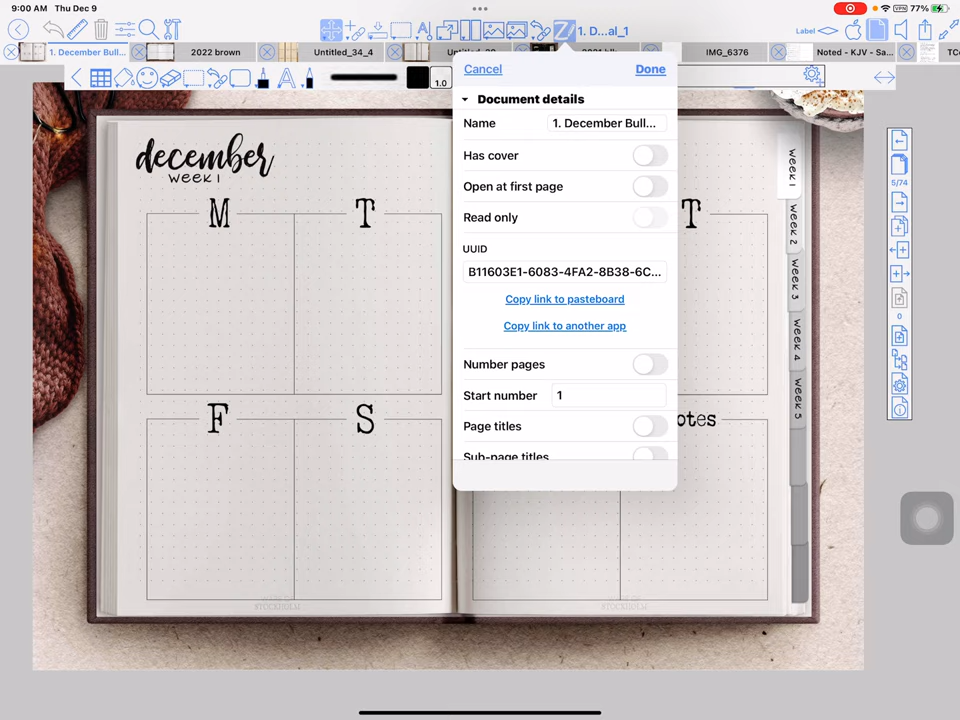 9:00 AM Thu Dec 9
VPN 77%
1. D...al_1
Label
1. December Bull...
2022 brown
Untitled_34_4
IMG_6376
Noted - KJV - Sa...
1.0
Cancel
Done
Document details
Name
1. December Bull...
Has cover
Open at first page
Read only
UUID
B11603E1-6083-4FA2-8B38-6C...
Copy link to pasteboard
Copy link to another app
Number pages
Start number
1
Page titles
Sub-page titles
december
WEEK 1
M
T
T
F
S
otes
STOCKHOLM
STOCKHOLM
WEEK 1
WEEK 2
WEEK 3
WEEK 4
WEEK 5
5/74
0